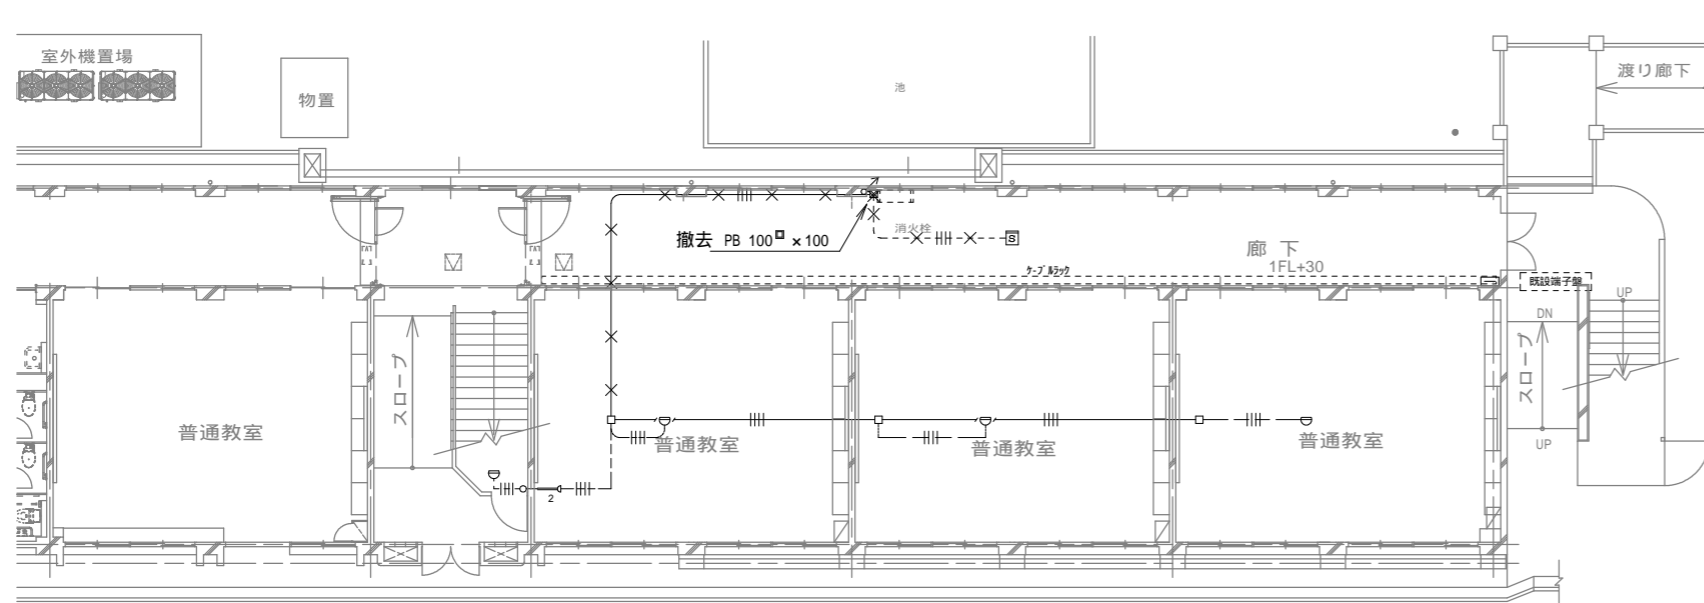 室外機置場
物置
池
渡り廊下
撤去 PB 100□ ×100
消火栓
S
廊 下
1FL+30
ケーブルラック
既設端子盤
UP
DN
スロープ
UP
スロープ
普通教室
普通教室
普通教室
普通教室
2